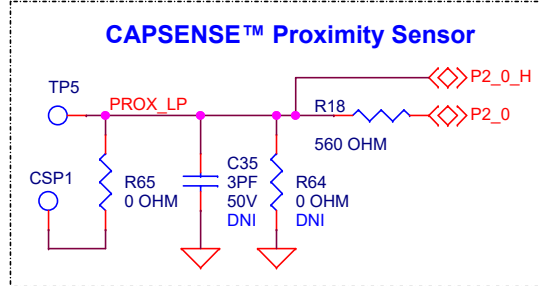 CAPSENSE™ Proximity Sensor
TP5
PROX_LP
P2_0_H
R18
P2_0
560 OHM
CSP1
R65
0 OHM
C35
3PF
50V
DNI
R64
0 OHM
DNI